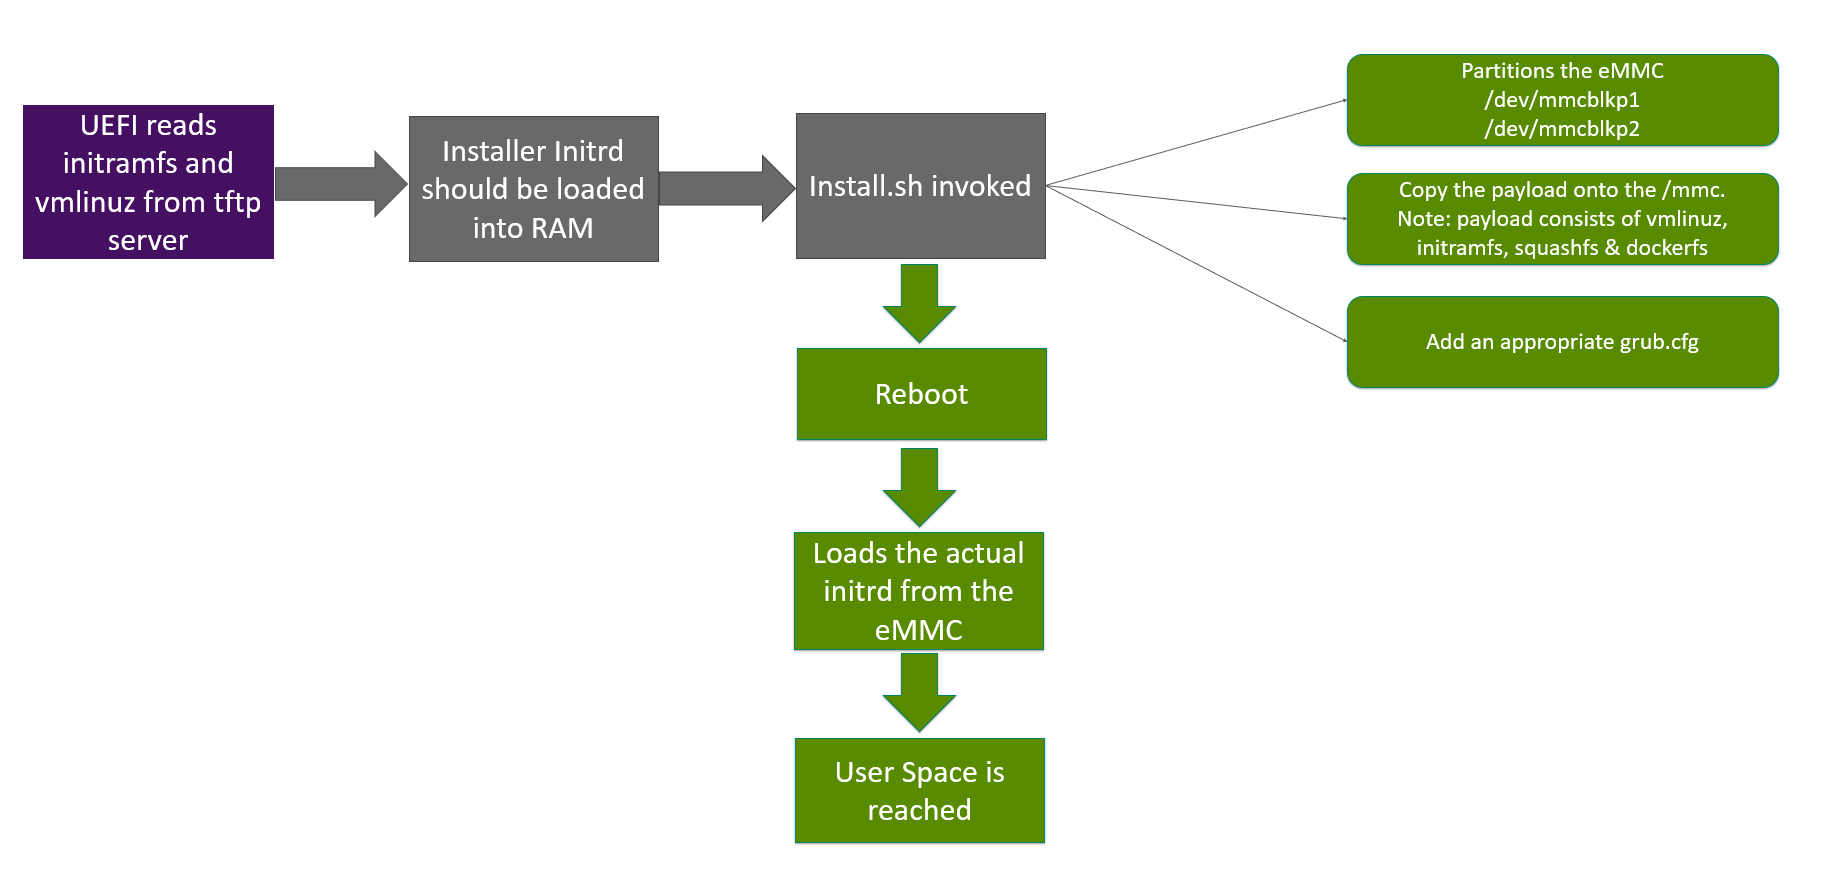 UEFI reads
initramfs and
vmlinuz from tftp
server
Installer Initrd
should be loaded
into RAM
Install.sh invoked
Partitions the eMMC
/dev/mmcblkp1
/dev/mmcblkp2
Copy the payload onto the /mmc.
Note: payload consists of vmlinuz,
initramfs, squashfs & dockerfs
Add an appropriate grub.cfg
Reboot
Loads the actual
initrd from the
eMMC
User Space is
reached